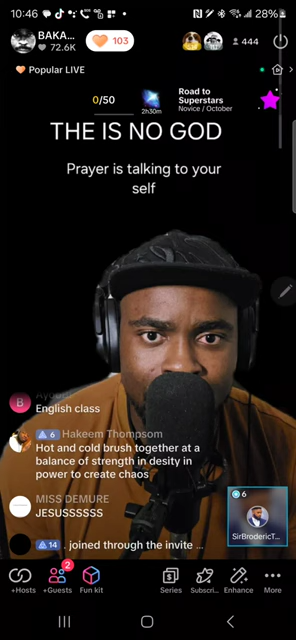 10:46
28%
BAKA...
72.6K
103
444
Popular LIVE
0/50
2h30m
Road to
Superstars
Novice / October
THE IS NO GOD
Prayer is talking to your
self
B
English class
6 Hakeem Thompsom
Hot and cold brush together at a
balance of strength in desity in
power to create chaos
MISS DEMURE
JESUSSSSSS
14 . joined through the invite ...
6
SirBrodericT...
2
+Hosts
+Guests
Fun kit
Series
Subscri...
Enhance
More